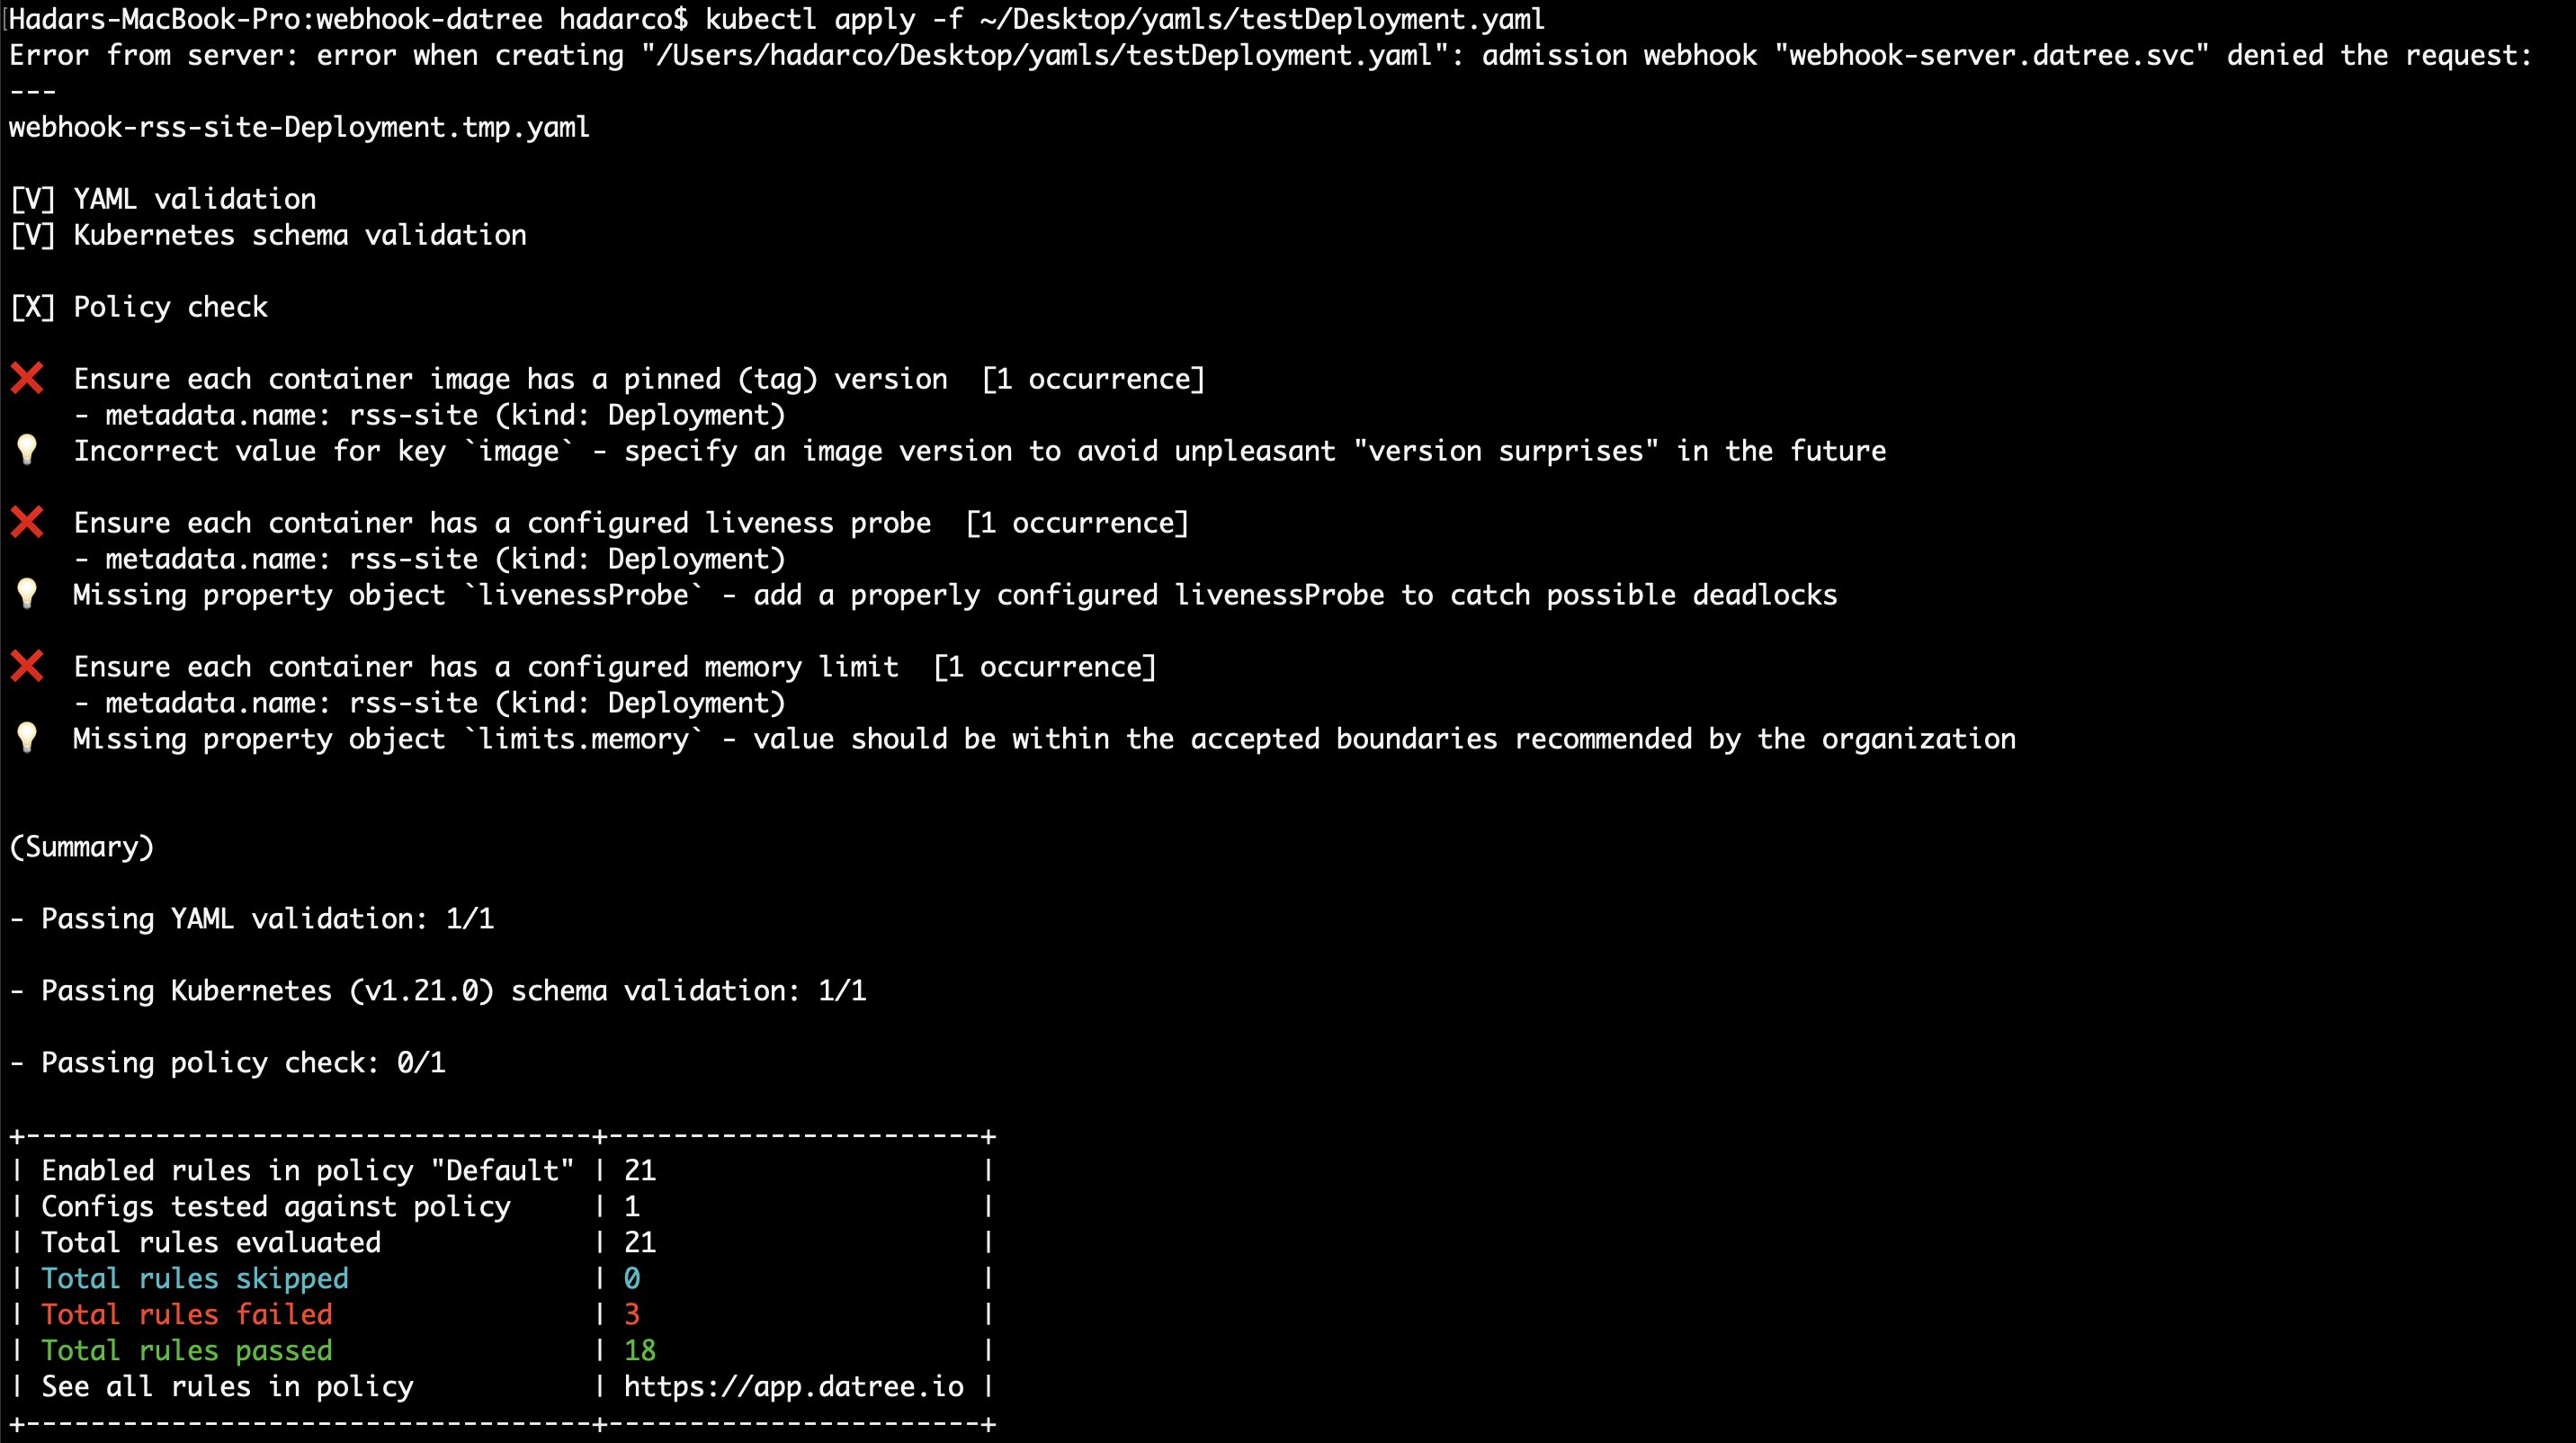 Hadars-MacBook-Pro:webhook-datree hadarco$ kubectl apply -f ~/Desktop/yamls/testDeployment.yaml
Error from server: error when creating "/Users/hadarco/Desktop/yamls/testDeployment.yaml": admission webhook "webhook-server.datree.svc" denied the request:
---
webhook-rss-site-Deployment.tmp.yaml
[V] YAML validation
[V] Kubernetes schema validation
[X] Policy check
❌  Ensure each container image has a pinned (tag) version  [1 occurrence]
    - metadata.name: rss-site (kind: Deployment)
💡  Incorrect value for key `image` - specify an image version to avoid unpleasant "version surprises" in the future
❌  Ensure each container has a configured liveness probe  [1 occurrence]
    - metadata.name: rss-site (kind: Deployment)
💡  Missing property object `livenessProbe` - add a properly configured livenessProbe to catch possible deadlocks
❌  Ensure each container has a configured memory limit  [1 occurrence]
    - metadata.name: rss-site (kind: Deployment)
💡  Missing property object `limits.memory` - value should be within the accepted boundaries recommended by the organization
(Summary)
- Passing YAML validation: 1/1
- Passing Kubernetes (v1.21.0) schema validation: 1/1
- Passing policy check: 0/1
+-----------------------------------+-----------------------+
| Enabled rules in policy "Default" | 21                    |
| Configs tested against policy     | 1                     |
| Total rules evaluated             | 21                    |
| Total rules skipped               | 0                     |
| Total rules failed                | 3                     |
| Total rules passed                | 18                    |
| See all rules in policy           | https://app.datree.io |
+-----------------------------------+-----------------------+